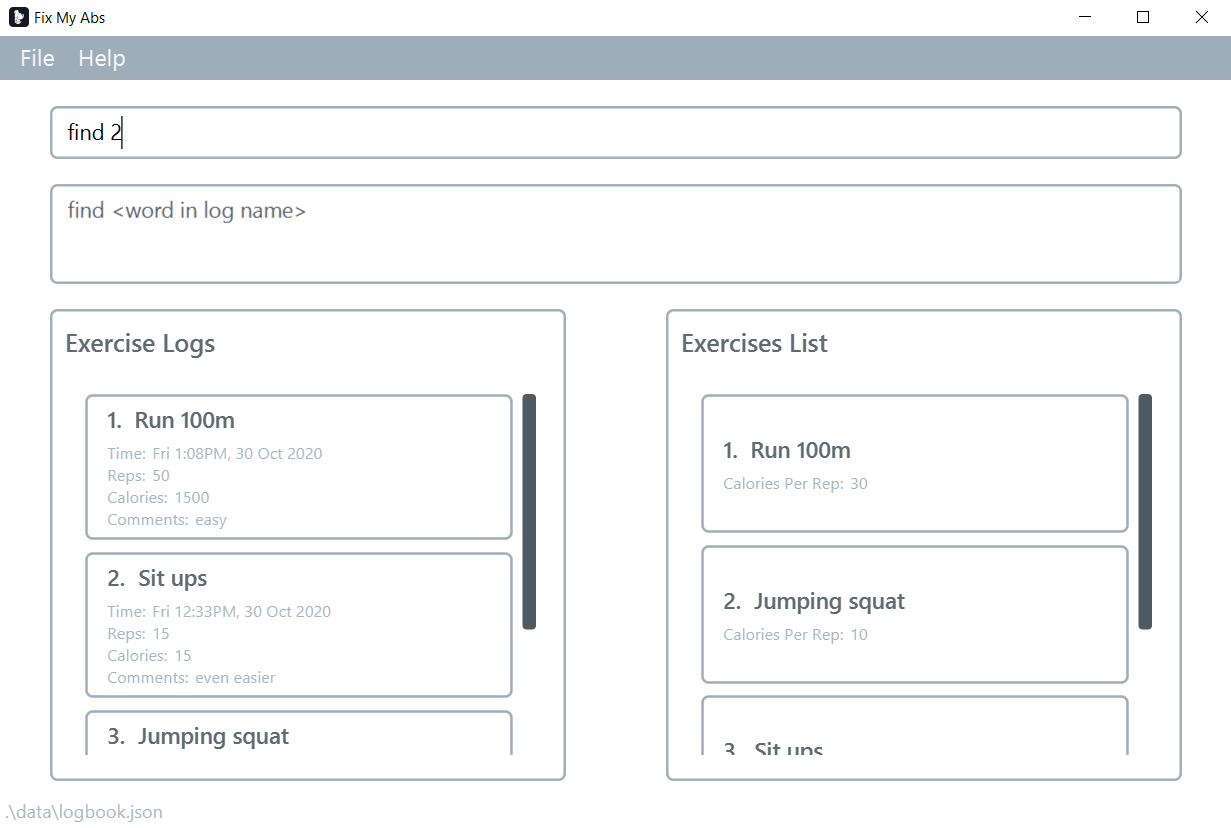 Fix My Abs
File Help
find 2
find <word in log name>
Exercise Logs
1. Run 100m
Time: Fri 1:08PM, 30 Oct 2020
Reps: 50
Calories: 1500
Comments: easy
2. Sit ups
Time: Fri 12:33PM, 30 Oct 2020
Reps: 15
Calories: 15
Comments: even easier
3. Jumping squat
Exercises List
1. Run 100m
Calories Per Rep: 30
2. Jumping squat
Calories Per Rep: 10
3. Sit ups
.\data\logbook.json